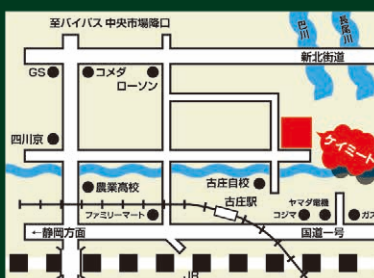 至バイパス 中央市場降口
巴川
長尾川
新北街道
GS
コメダ
ローソン
四川京
ケイミート
農業高校
古庄自校
古庄駅
ファミリーマート
ヤマダ電機
コジマ
ガス
←静岡方面
国道一号
JR